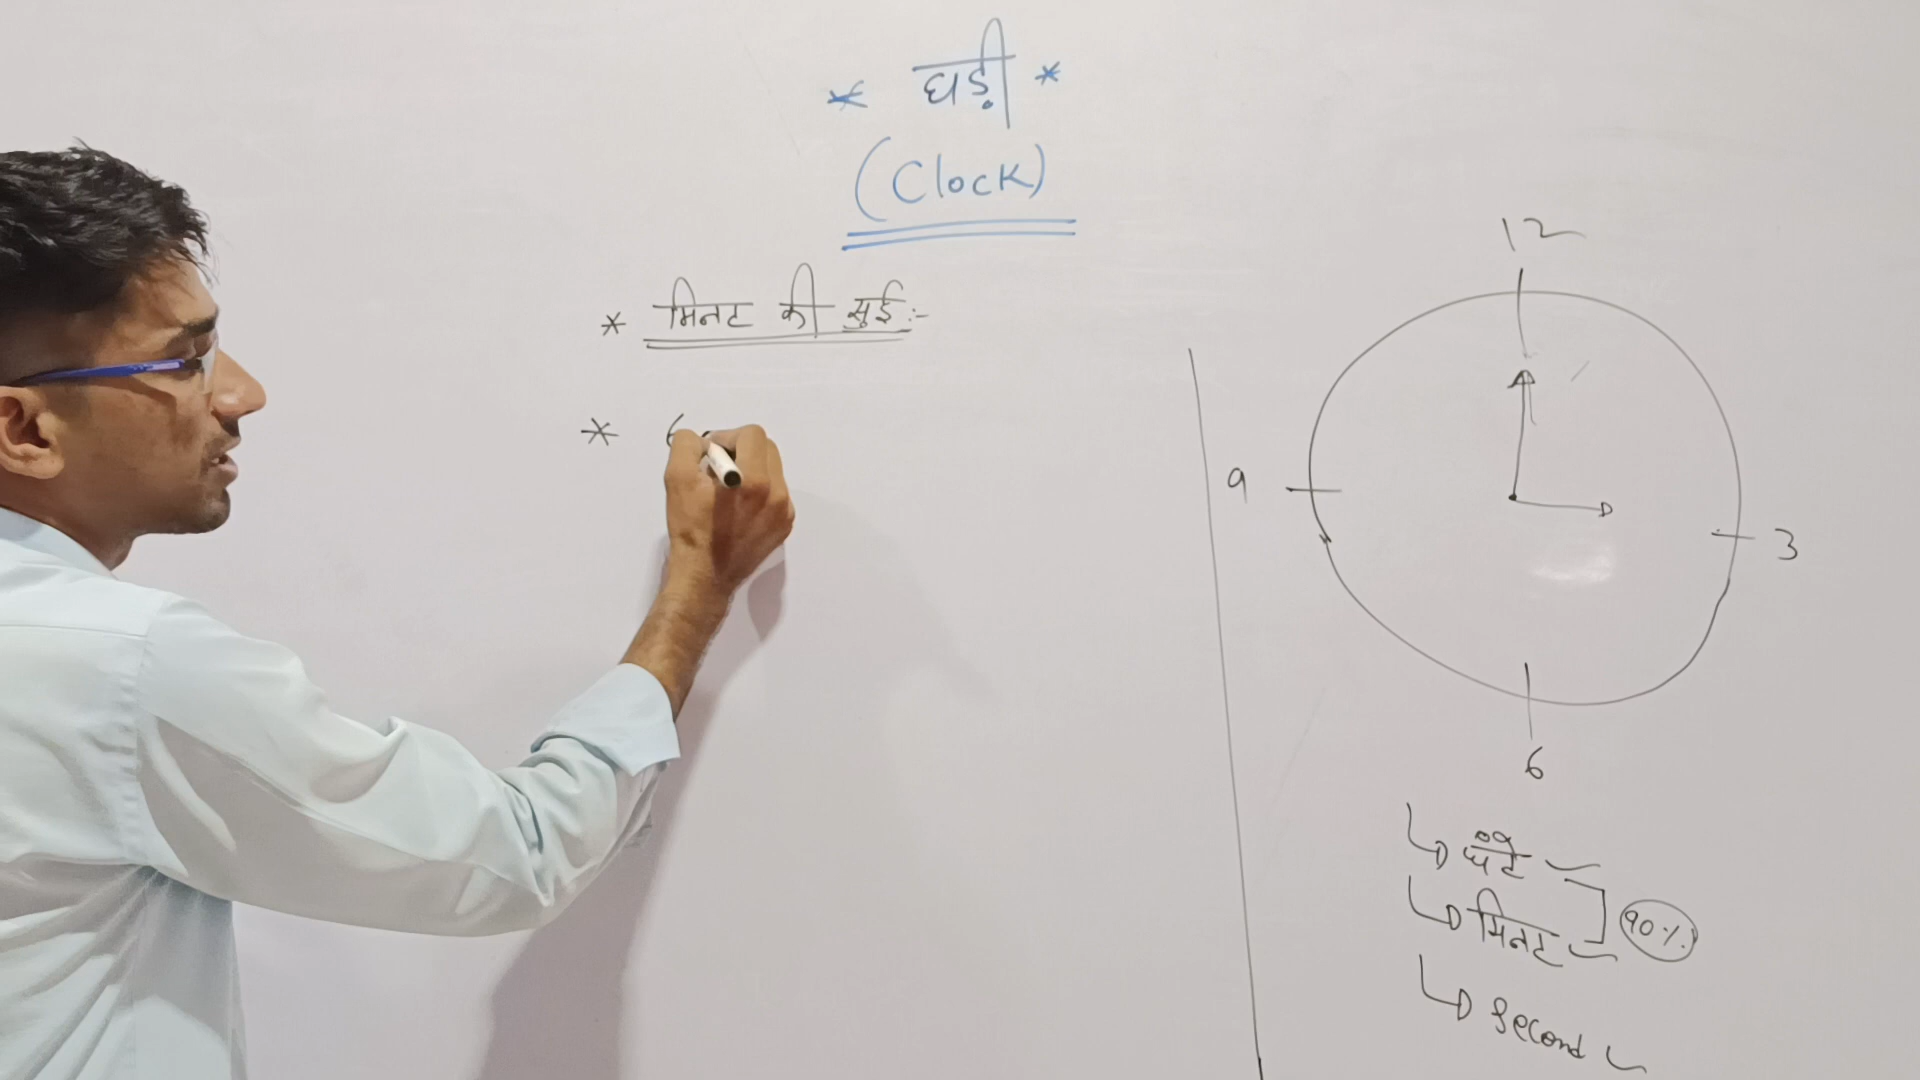 * घड़ी *
(Clock)
* मिनट की सुई :-
* 6
12
9
3
6
घंटे
मिनट
90%
Second